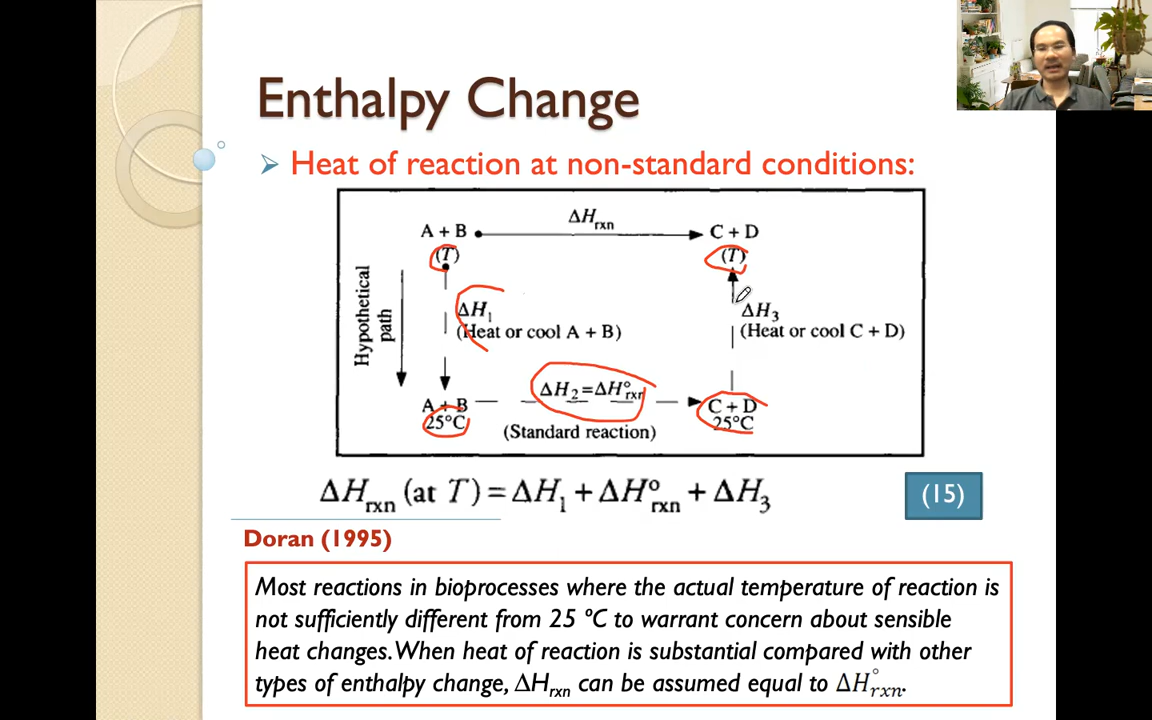 Enthalpy Change
➢ Heat of reaction at non-standard conditions:
ΔH_rxn
A + B
C + D
(T)
(T)
Hypothetical path
ΔH₁
(Heat or cool A + B)
ΔH₃
(Heat or cool C + D)
ΔH₂=ΔH°rxn
A + B
25°C
C + D
25°C
(Standard reaction)
ΔH_rxn (at T) = ΔH₁ + ΔH°_rxn + ΔH₃
(15)
Doran (1995)
Most reactions in bioprocesses where the actual temperature of reaction is
not sufficiently different from 25 °C to warrant concern about sensible
heat changes. When heat of reaction is substantial compared with other
types of enthalpy change, ΔH_rxn can be assumed equal to ΔH°_rxn.